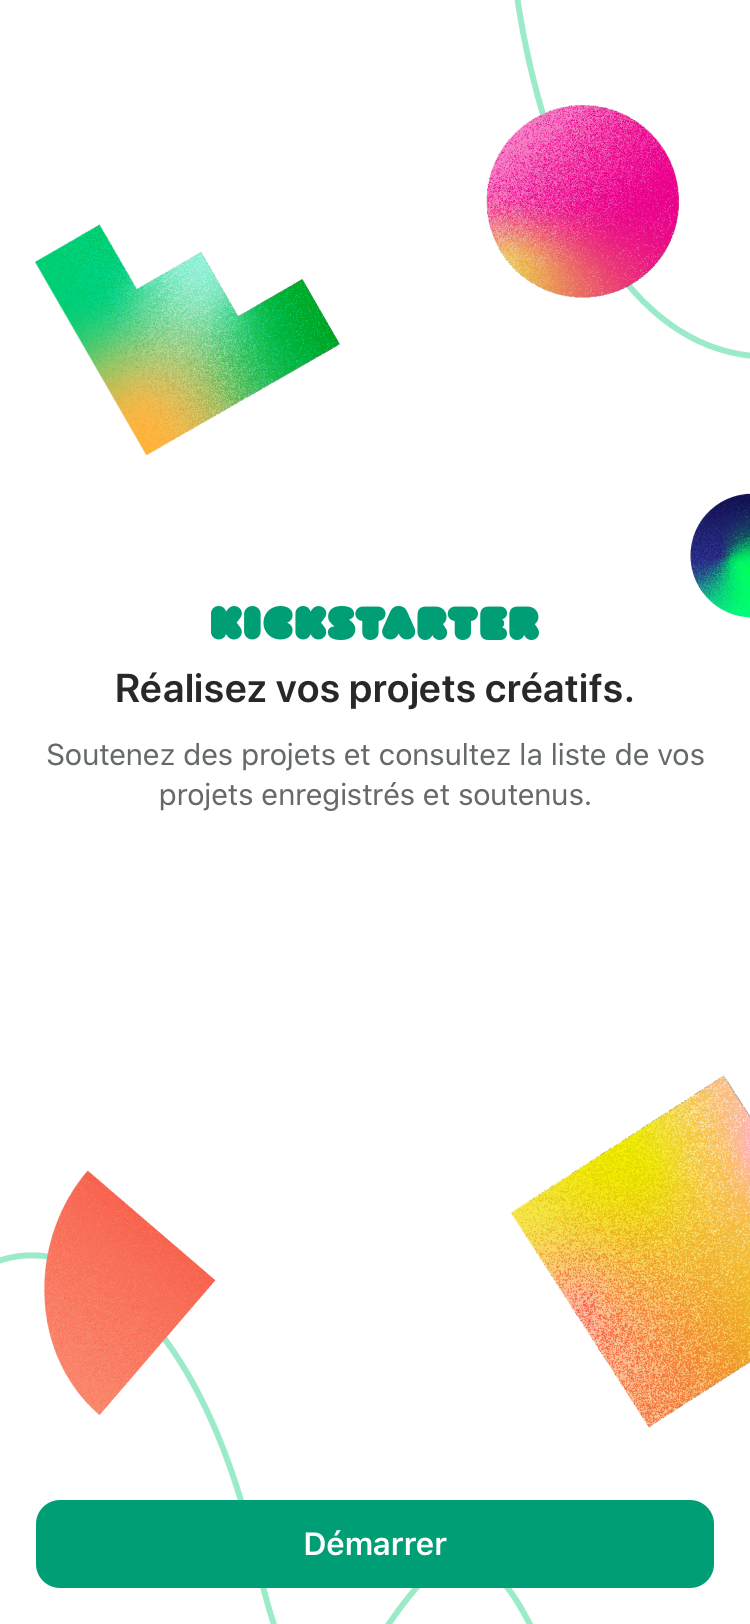 KICKSTARTER
Réalisez vos projets créatifs.
Soutenez des projets et consultez la liste de vos
projets enregistrés et soutenus.
Démarrer